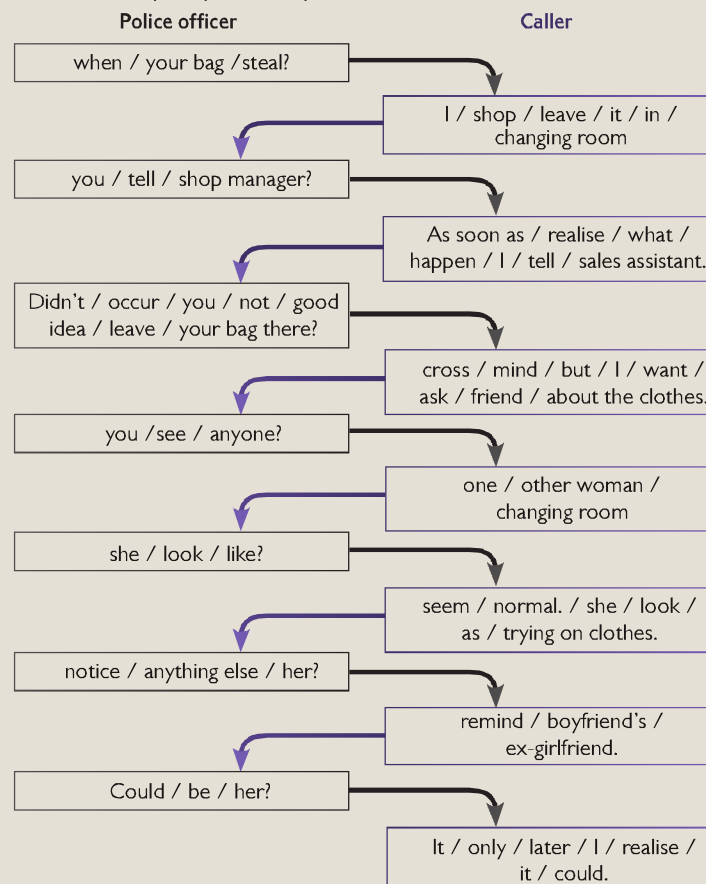 Police officer
Caller
when / your bag /steal?
I / shop / leave / it / in /
changing room
you / tell / shop manager?
As soon as / realise / what /
happen / I / tell / sales assistant.
Didn't / occur / you / not / good
idea / leave / your bag there?
cross / mind / but / I / want /
ask / friend / about the clothes.
you /see / anyone?
one / other woman /
changing room
she / look / like?
seem / normal. / she / look /
as / trying on clothes.
notice / anything else / her?
remind / boyfriend's /
ex-girlfriend.
Could / be / her?
It / only / later / I / realise /
it / could.